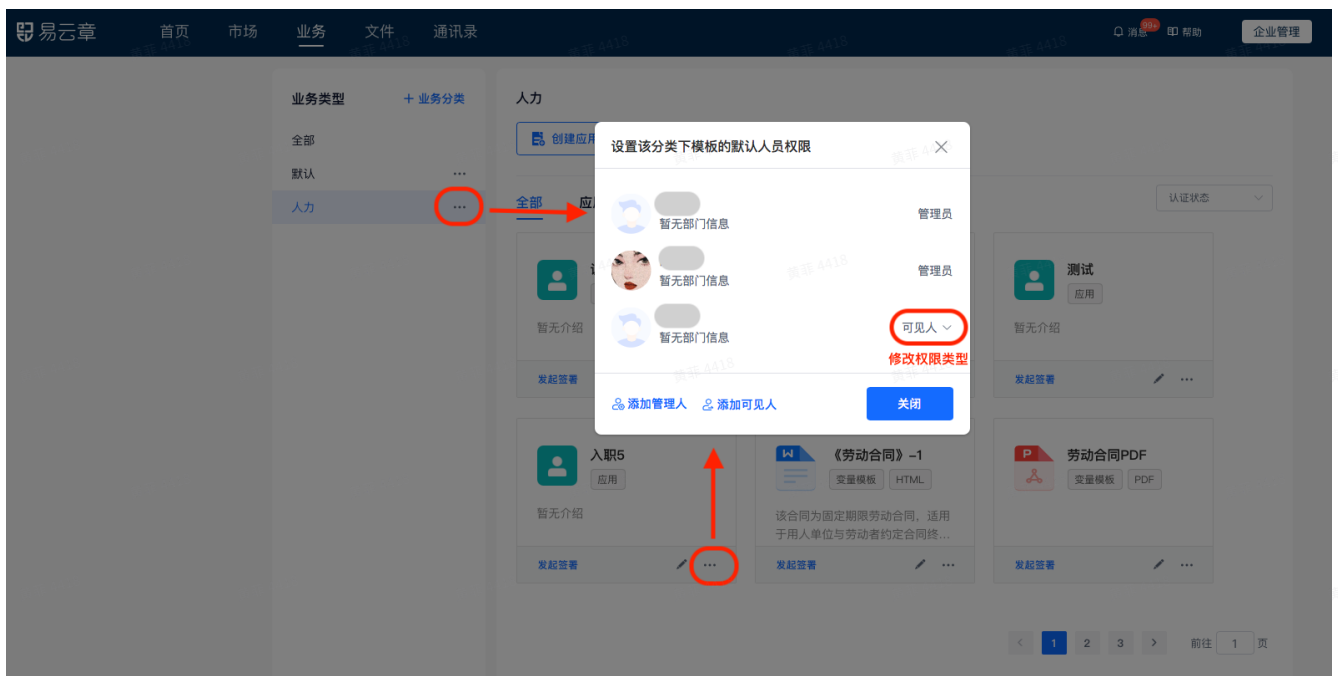 易云章
首页 市场 业务 文件 通讯录
消息 99+ 帮助 企业管理
业务类型 + 业务分类
全部
默认
人力
人力
创建应用
全部
认证状态
设置该分类下模板的默认人员权限
暂无部门信息 管理员
暂无部门信息 管理员
暂无部门信息 可见人
修改权限类型
添加管理人 添加可见人 关闭
暂无介绍
发起签署
测试
应用
暂无介绍
发起签署
入职5
应用
暂无介绍
发起签署
《劳动合同》–1
变量模板 HTML
该合同为固定期限劳动合同，适用
于用人单位与劳动者约定合同终...
发起签署
劳动合同PDF
变量模板 PDF
发起签署
1 2 3 前往 1 页
黄菲 4418